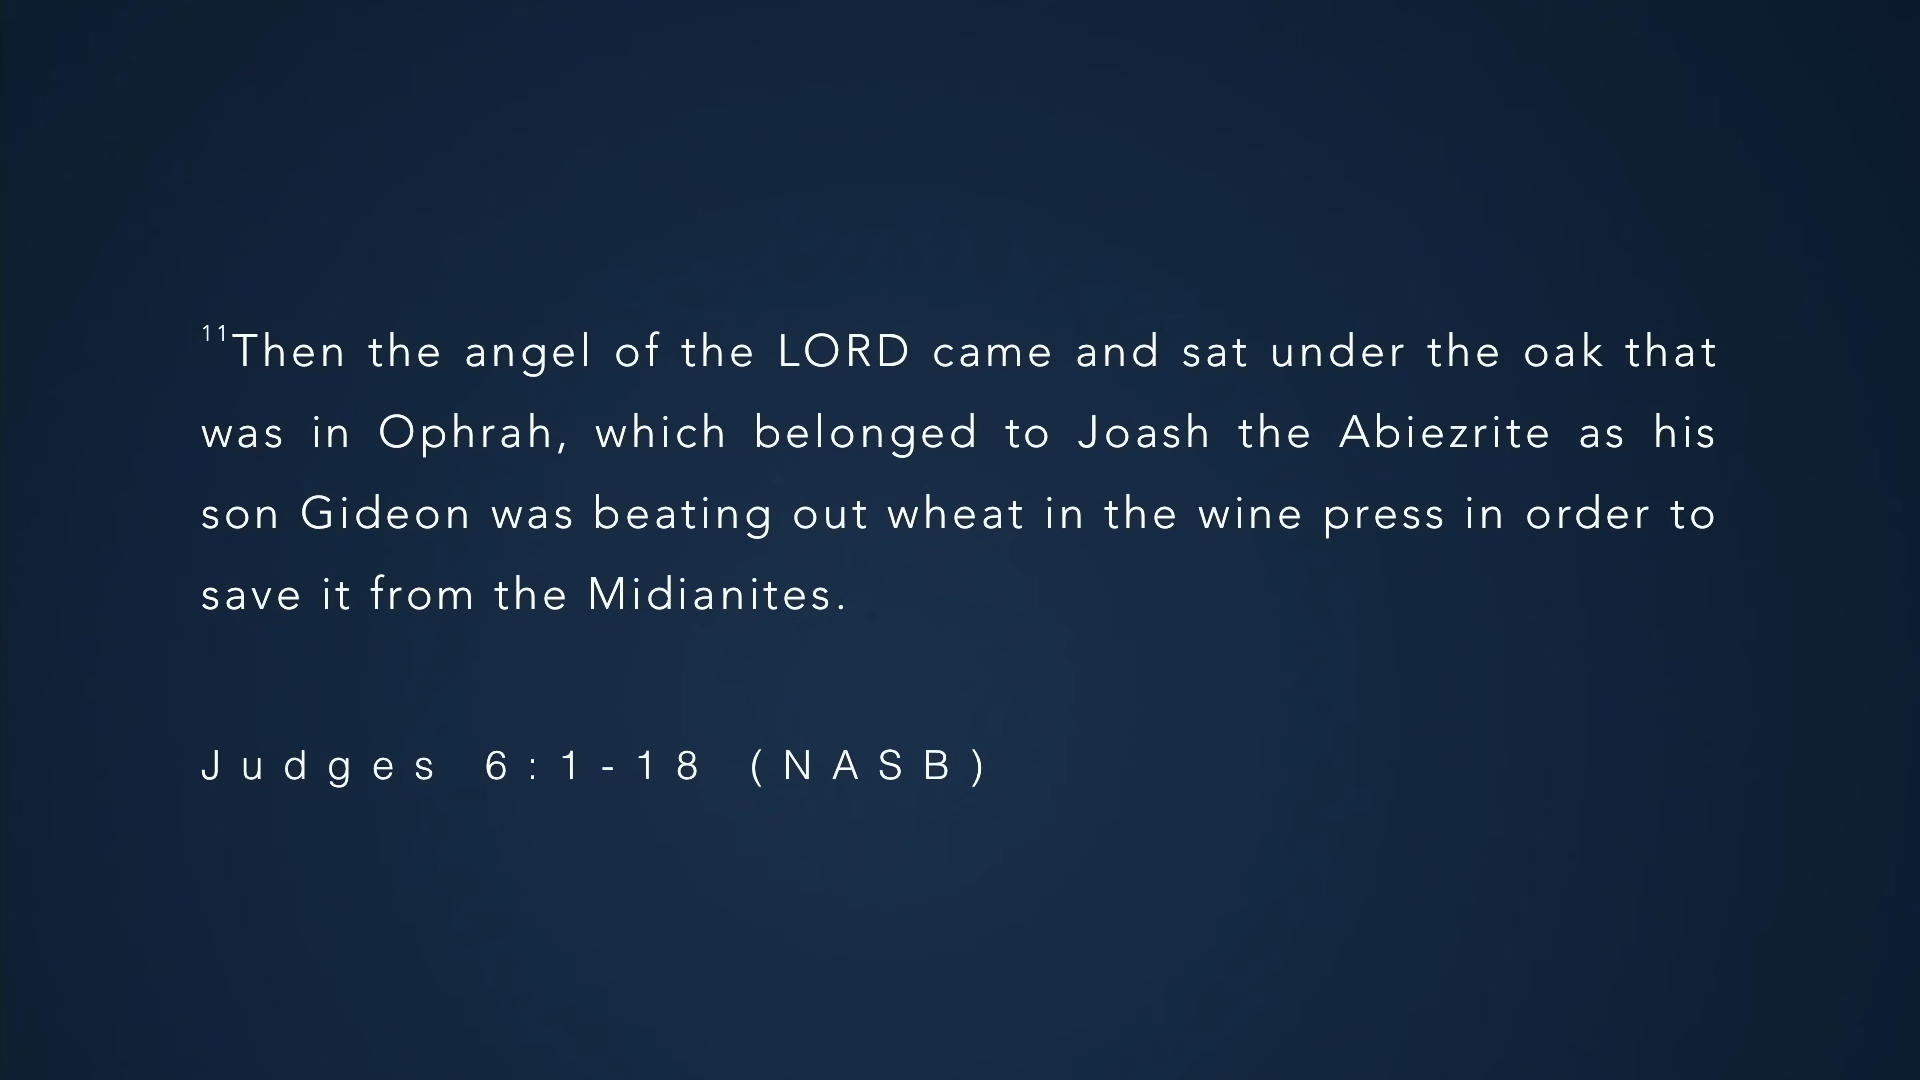 ¹¹Then the angel of the LORD came and sat under the oak that
was in Ophrah, which belonged to Joash the Abiezrite as his
son Gideon was beating out wheat in the wine press in order to
save it from the Midianites.
Judges 6:1-18 (NASB)